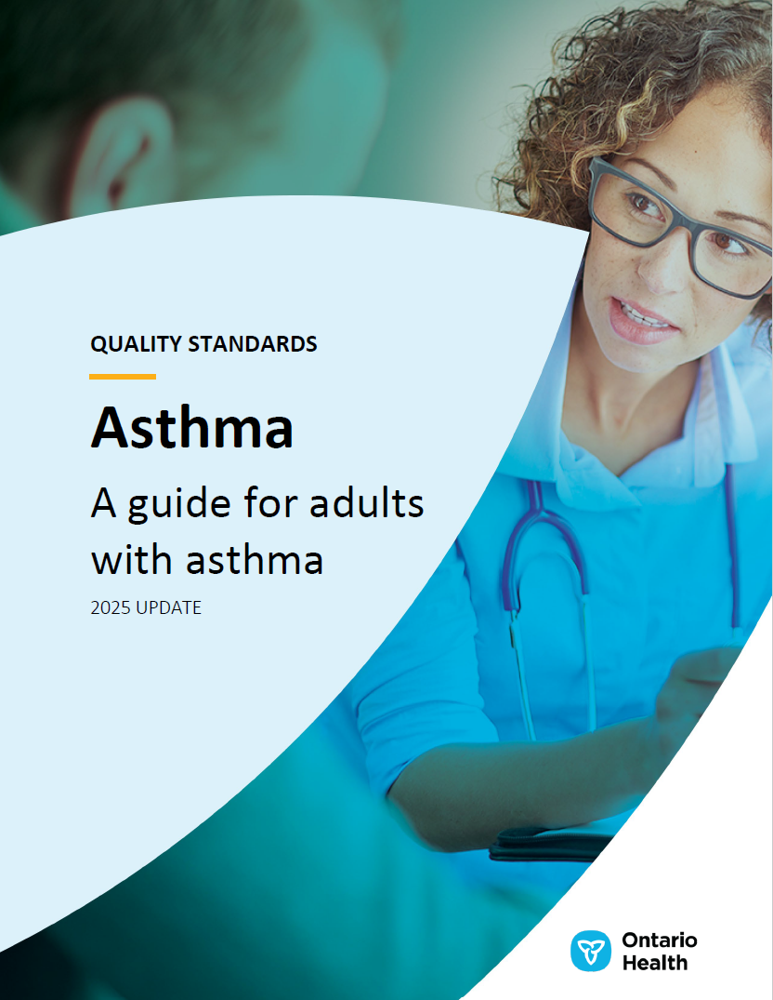 QUALITY STANDARDS
Asthma
A guide for adults
with asthma
2025 UPDATE
Ontario
Health